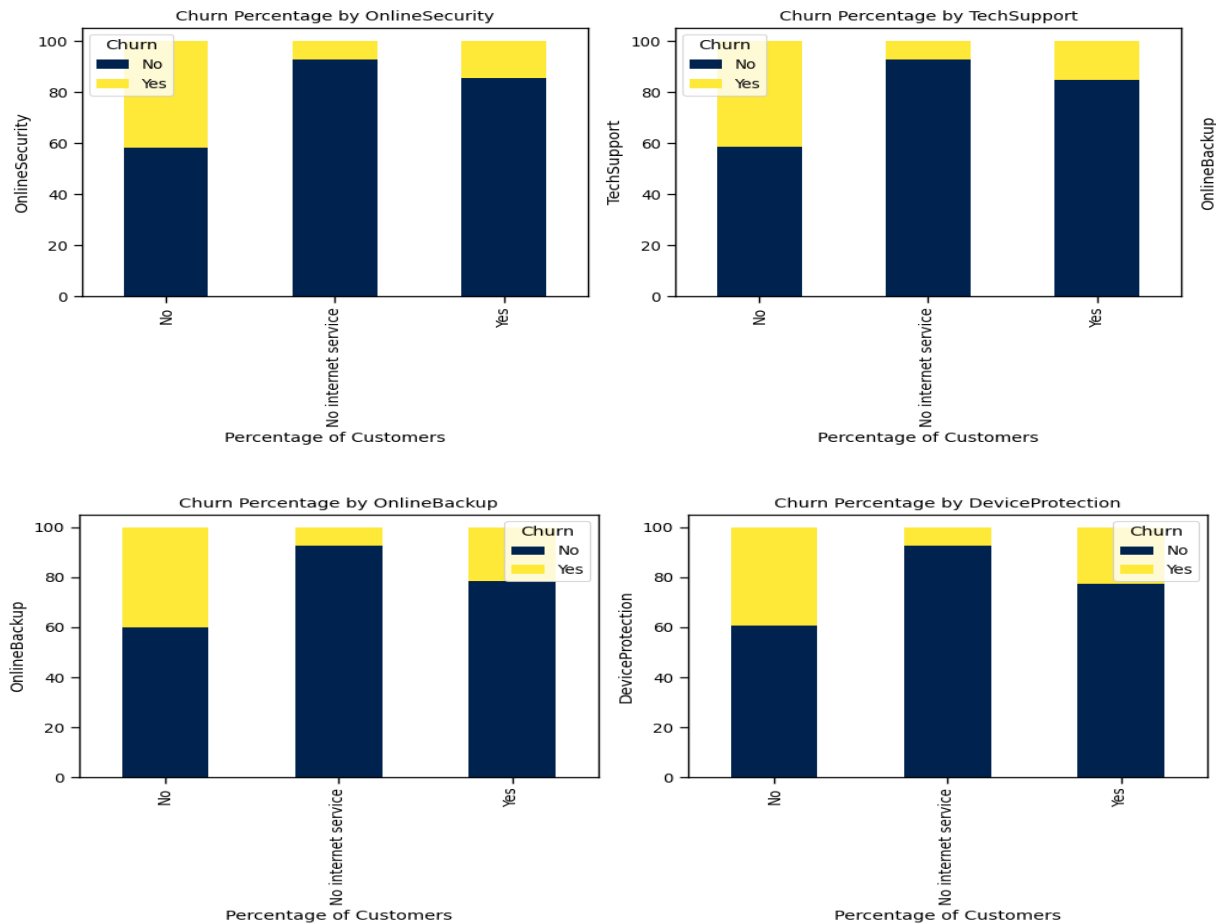 Churn Percentage by OnlineSecurity
Churn
No
Yes
100
80
60
40
20
0
OnlineSecurity
No
No internet service
Yes
Percentage of Customers
Churn Percentage by TechSupport
Churn
No
Yes
100
80
60
40
20
0
TechSupport
No
No internet service
Yes
Percentage of Customers
OnlineBackup
Churn Percentage by OnlineBackup
Churn
No
Yes
100
80
60
40
20
0
OnlineBackup
No
No internet service
Yes
Percentage of Customers
Churn Percentage by DeviceProtection
Churn
No
Yes
100
80
60
40
20
0
DeviceProtection
No
No internet service
Yes
Percentage of Customers